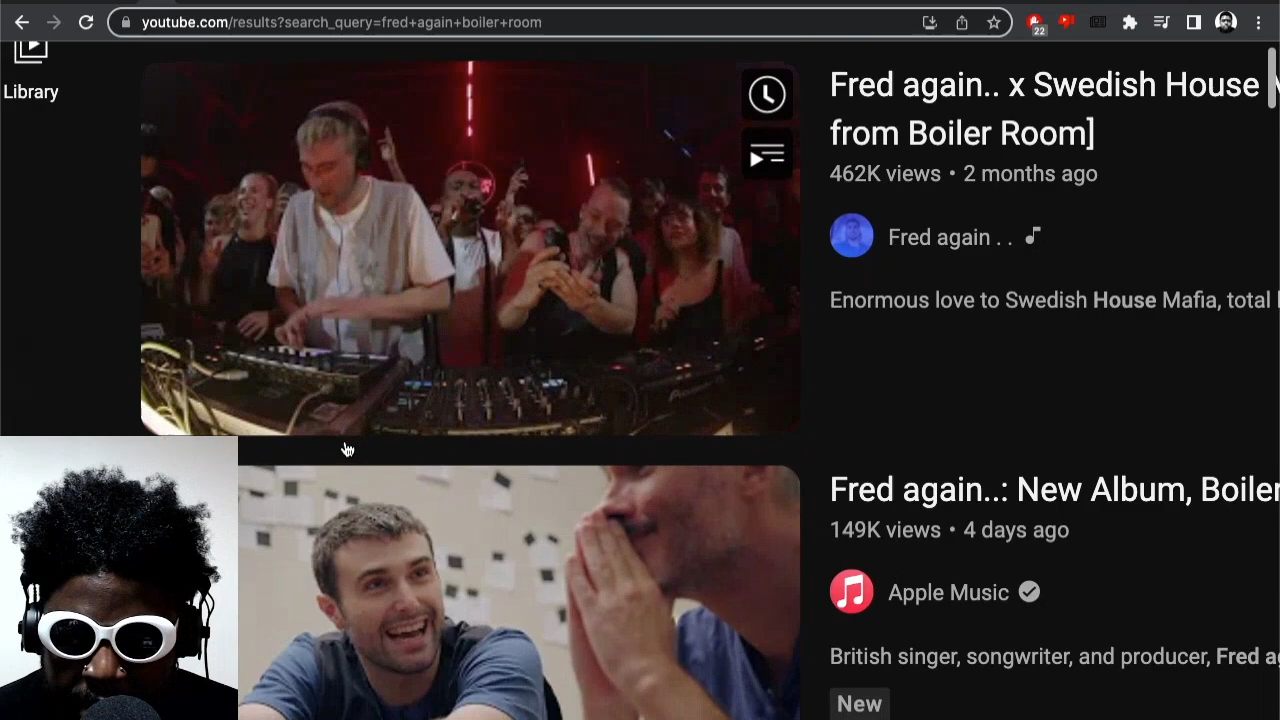 youtube.com/results?search_query=fred+again+boiler+room
22
Library
Fred again.. x Swedish House
from Boiler Room]
462K views • 2 months ago
Fred again . .
Enormous love to Swedish House Mafia, total
Fred again..: New Album, Boiler
149K views • 4 days ago
Apple Music
British singer, songwriter, and producer, Fred
New